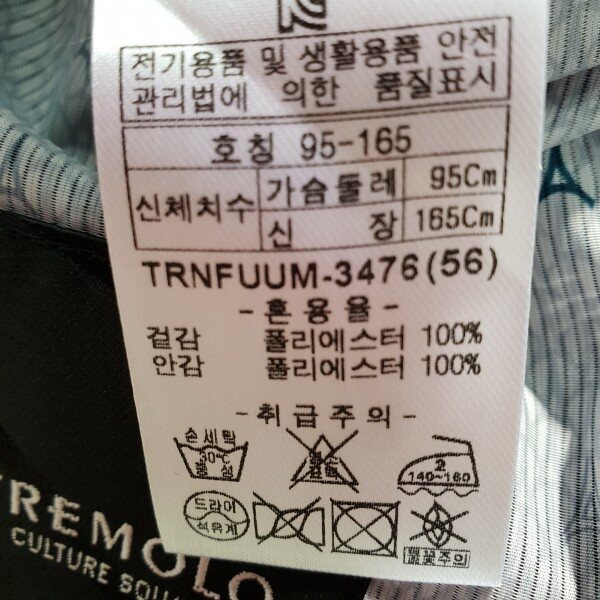 전기용품 및 생활용품 안전
관리법에 의한 품질표시
호칭 95-165
신체치수 가슴둘레 95Cm
신 장 165Cm
TRNFUUM-3476(56)
-혼용율-
겉감 폴리에스터 100%
안감 폴리에스터 100%
-취급주의-
손세탁
30℃
중성
2
140~160
드라이
석유계
REMOLO
CULTURE